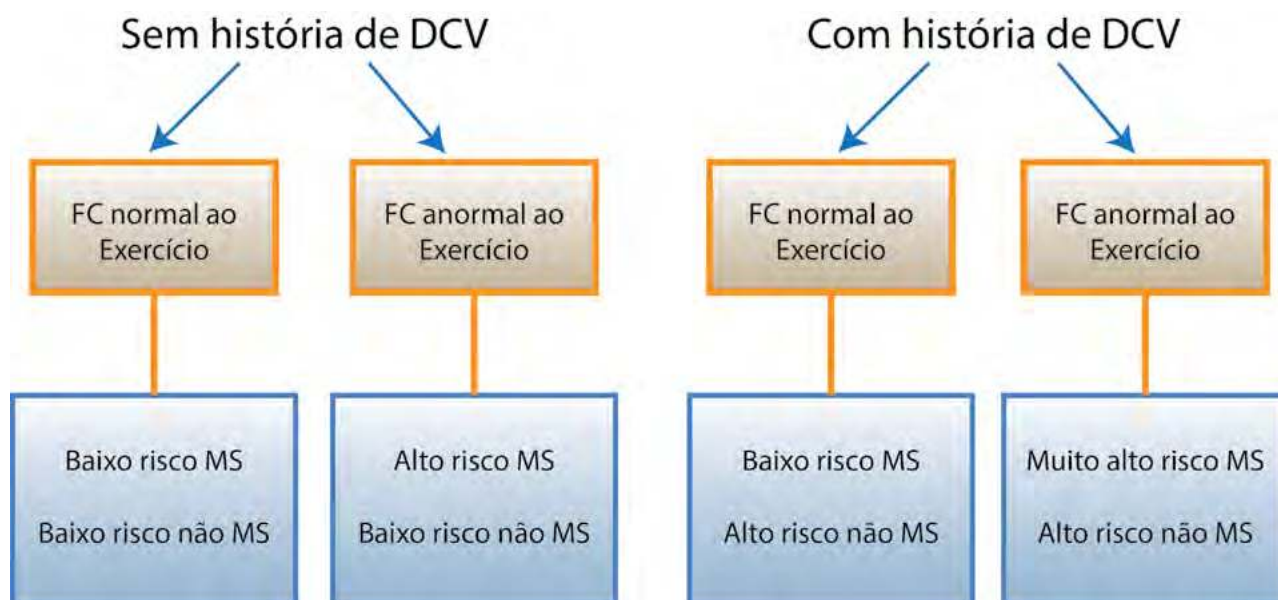 Sem história de DCV
Com história de DCV
FC normal ao
Exercício
FC anormal ao
Exercício
FC normal ao
Exercício
FC anormal ao
Exercício
Baixo risco MS
Baixo risco não MS
Alto risco MS
Baixo risco não MS
Baixo risco MS
Alto risco não MS
Muito alto risco MS
Alto risco não MS